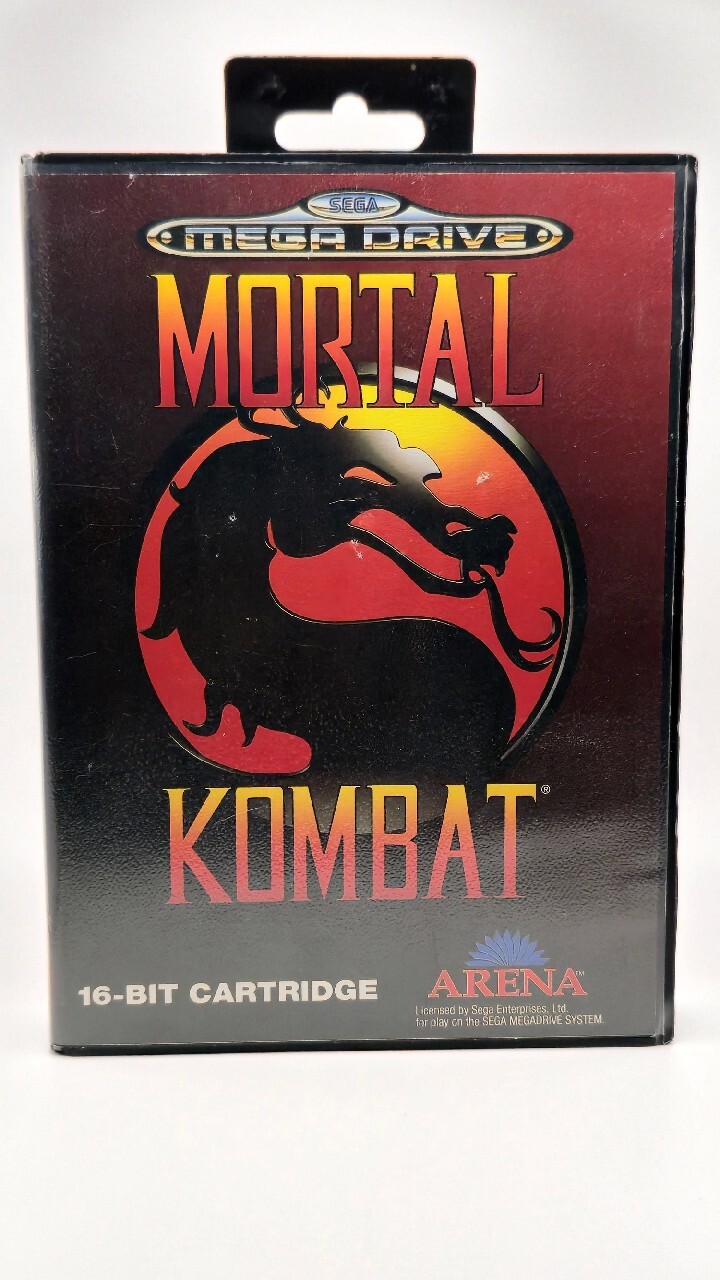 SEGA
MEGA DRIVE
MORTAL
KOMBAT®
16-BIT CARTRIDGE
ARENA™
Licensed by Sega Enterprises, Ltd.
for play on the SEGA MEGADRIVE SYSTEM.